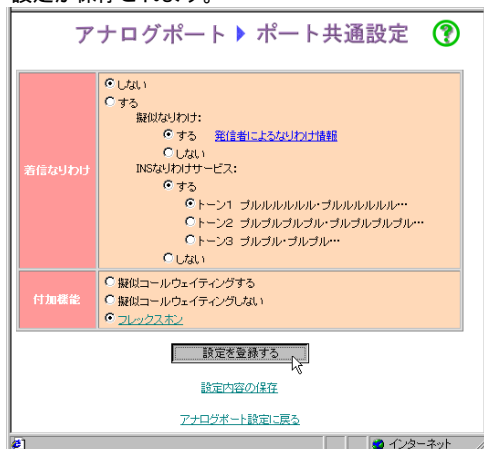 設定が保存されます。
アナログポート ▶ ポート共通設定 ?
着信なりわけ
しない
する
擬似なりわけ:
する 発信者によるなりわけ情報
しない
INSなりわけサービス:
する
トーン1 プルルルルルル・プルルルルルル…
トーン2 プルプルプルプル・プルプルプルプル…
トーン3 プルプル・プルプル…
しない
付加機能
擬似コールウェイティングする
擬似コールウェイティングしない
フレックスホン
設定を登録する
設定内容の保存
アナログポート設定に戻る
インターネット